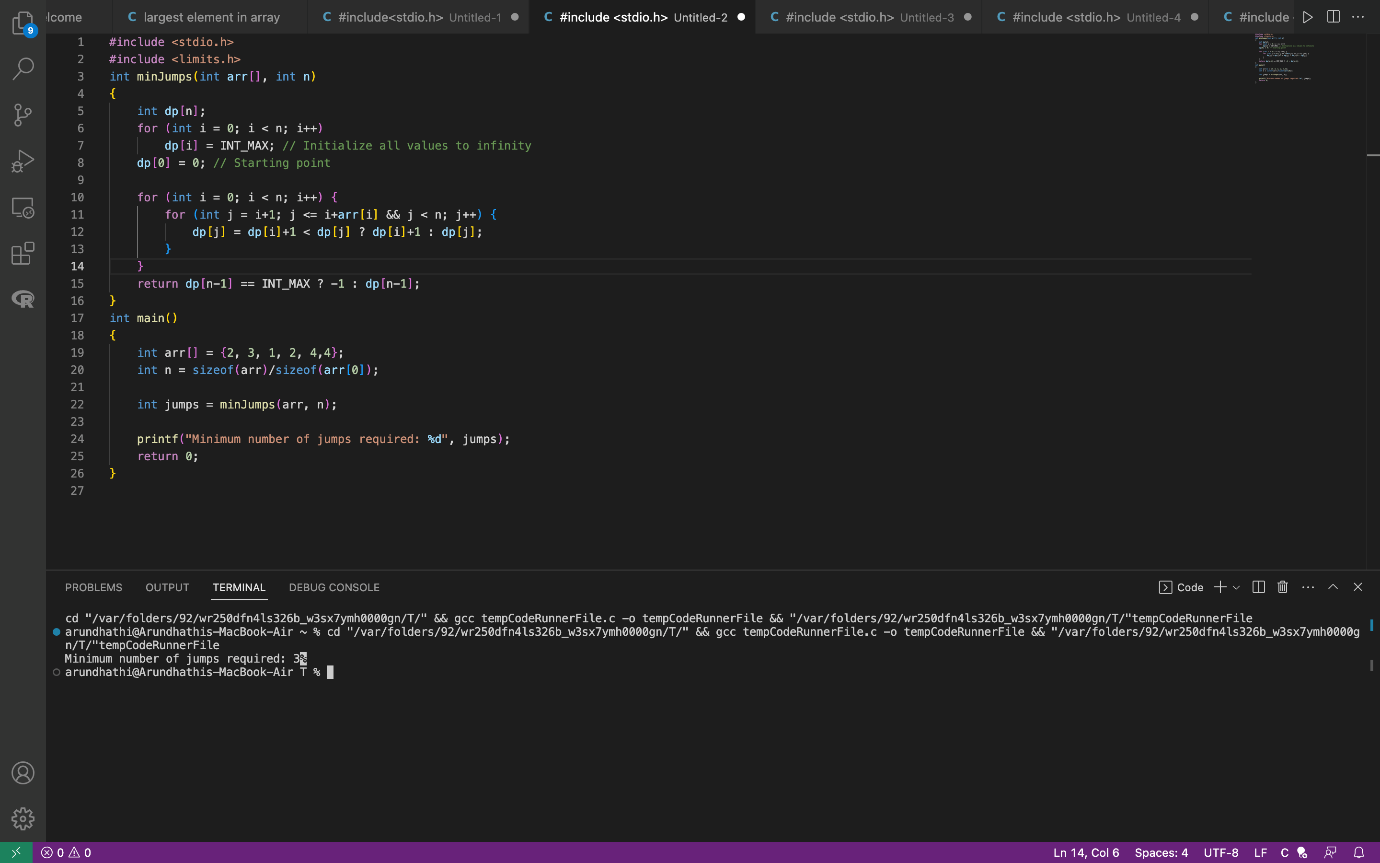 9
elcome
C largest element in array
C #include<stdio.h> Untitled-1
C #include <stdio.h> Untitled-2
C #include <stdio.h> Untitled-3
C #include <stdio.h> Untitled-4
C #include
1 #include <stdio.h>
2 #include <limits.h>
3 int minJumps(int arr[], int n)
4 {
5 int dp[n];
6 for (int i = 0; i < n; i++)
7 dp[i] = INT_MAX; // Initialize all values to infinity
8 dp[0] = 0; // Starting point
9
10 for (int i = 0; i < n; i++) {
11 for (int j = i+1; j <= i+arr[i] && j < n; j++) {
12 dp[j] = dp[i]+1 < dp[j] ? dp[i]+1 : dp[j];
13 }
14 }
15 return dp[n-1] == INT_MAX ? -1 : dp[n-1];
16 }
17 int main()
18 {
19 int arr[] = {2, 3, 1, 2, 4,4};
20 int n = sizeof(arr)/sizeof(arr[0]);
21
22 int jumps = minJumps(arr, n);
23
24 printf("Minimum number of jumps required: %d", jumps);
25 return 0;
26 }
27
PROBLEMS OUTPUT TERMINAL DEBUG CONSOLE Code
cd "/var/folders/92/wr250dfn4ls326b_w3sx7ymh0000gn/T/" && gcc tempCodeRunnerFile.c -o tempCodeRunnerFile && "/var/folders/92/wr250dfn4ls326b_w3sx7ymh0000gn/T/"tempCodeRunnerFile
arundhathi@Arundhathis-MacBook-Air ~ % cd "/var/folders/92/wr250dfn4ls326b_w3sx7ymh0000gn/T/" && gcc tempCodeRunnerFile.c -o tempCodeRunnerFile && "/var/folders/92/wr250dfn4ls326b_w3sx7ymh0000g
n/T/"tempCodeRunnerFile
Minimum number of jumps required: 3%
arundhathi@Arundhathis-MacBook-Air T %
0 0 Ln 14, Col 6 Spaces: 4 UTF-8 LF C